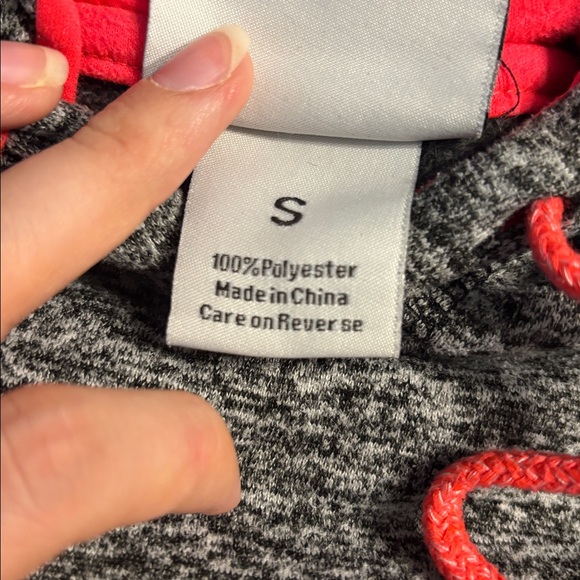 S
100%Polyester
Made in China
Care on Reverse